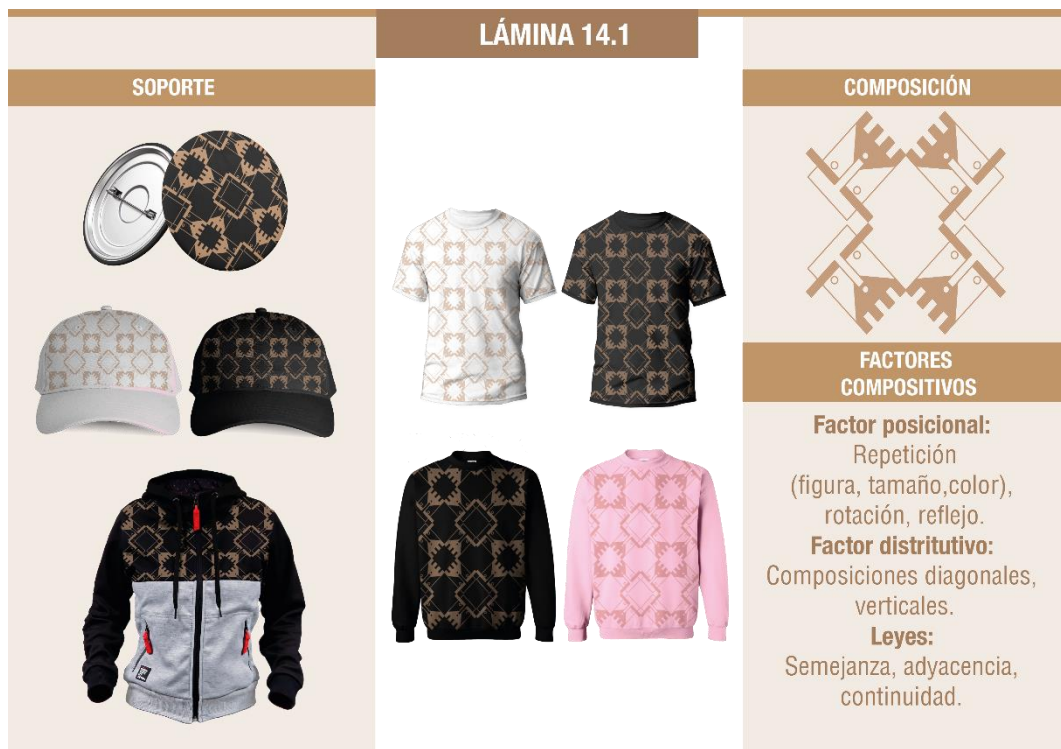 LÁMINA 14.1
SOPORTE
COMPOSICIÓN
FACTORES
COMPOSITIVOS
Factor posicional:
Repetición
(figura, tamaño,color),
rotación, reflejo.
Factor distritutivo:
Composiciones diagonales,
verticales.
Leyes:
Semejanza, adyacencia,
continuidad.